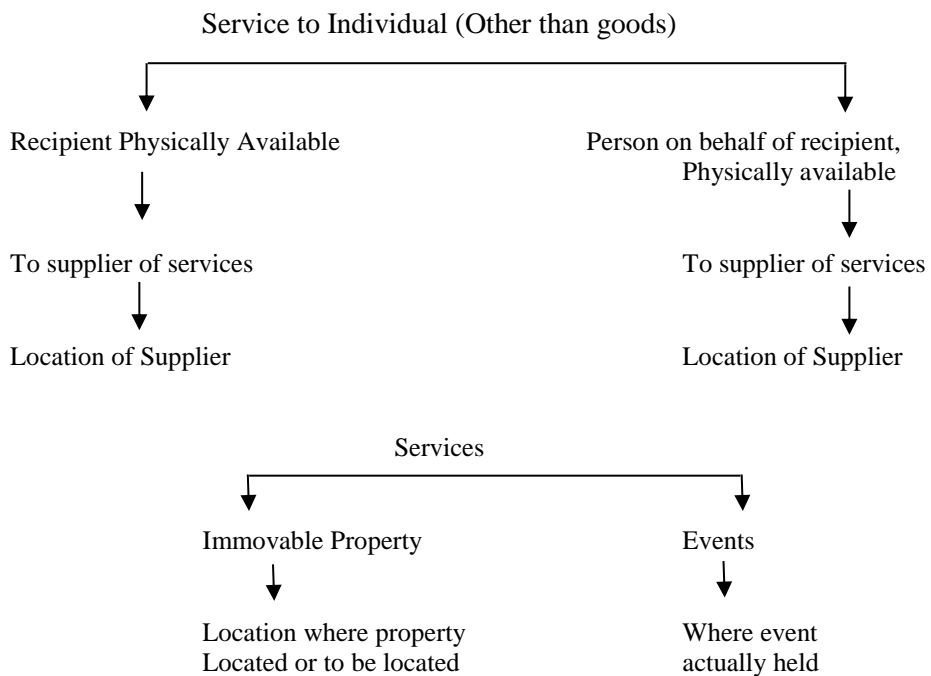 Service to Individual (Other than goods)
Recipient Physically Available
Person on behalf of recipient,
Physically available
To supplier of services
To supplier of services
Location of Supplier
Location of Supplier
Services
Immovable Property
Events
Location where property
Located or to be located
Where event
actually held